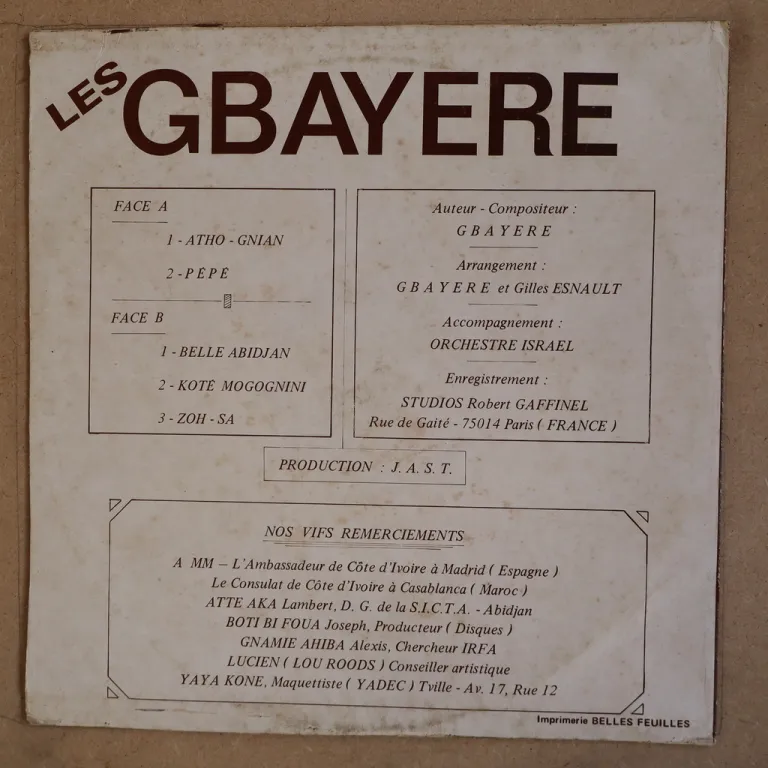 LES GBAYERE
FACE A
1 - ATHO - GNIAN
2 - PÉPÉ
FACE B
1 - BELLE ABIDJAN
2 - KOTÉ MOGOGNINI
3 - ZOH - SA
Auteur - Compositeur :
GBAYERE
Arrangement :
GBAYERE et Gilles ESNAULT
Accompagnement :
ORCHESTRE ISRAEL
Enregistrement :
STUDIOS Robert GAFFINEL
Rue de Gaité - 75014 Paris ( FRANCE )
PRODUCTION : J. A. S. T.
NOS VIFS REMERCIEMENTS
A MM – L'Ambassadeur de Côte d'Ivoire à Madrid ( Espagne )
Le Consulat de Côte d'Ivoire à Casablanca ( Maroc )
ATTE AKA Lambert, D. G. de la S.I.C.T.A. - Abidjan
BOTI BI FOUA Joseph, Producteur ( Disques )
GNAMIE AHIBA Alexis, Chercheur IRFA
LUCIEN ( LOU ROODS ) Conseiller artistique
YAYA KONE, Maquettiste ( YADEC ) Tville - Av. 17, Rue 12
Imprimerie BELLES FEUILLES